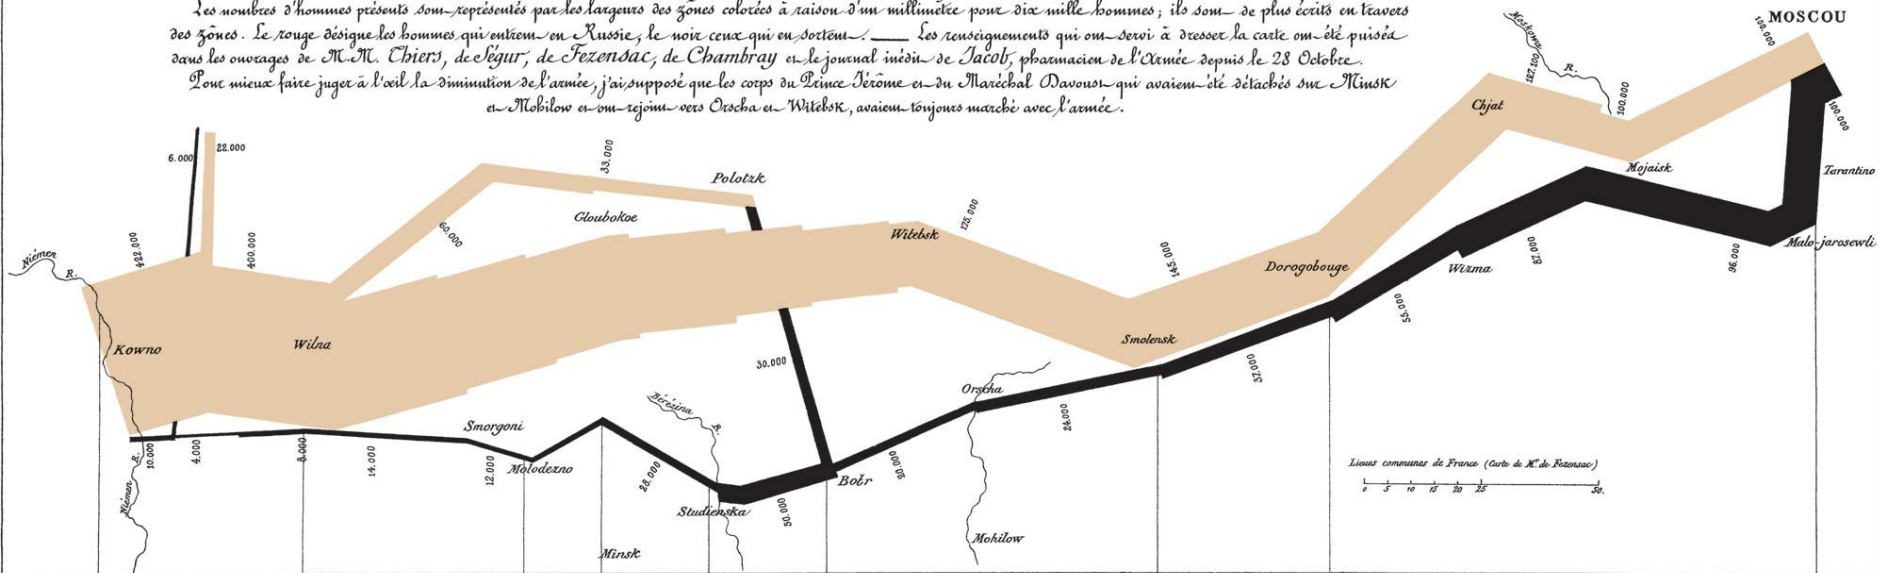 Les nombres d'hommes présents sont représentés par les largeurs des zones colorées à raison d'un millimètre pour dix mille hommes; ils sont de plus écrits en travers
des zones. Le rouge désigne les hommes qui entrent en Russie, le noir ceux qui en sortent. — Les renseignements qui ont servi à dresser la carte ont été puisés
dans les ouvrages de M.M. Thiers, de Ségur, de Fezensac, de Chambray et le journal inédit de Jacob, pharmacien de l'Armée depuis le 28 Octobre.
Pour mieux faire juger à l'œil la diminution de l'armée, j'ai supposé que les corps du Prince Jérôme et du Maréchal Davoust qui avaient été détachés sur Minsk
et Mohilow et ont rejoint vers Orscha et Witebsk, avaient toujours marché avec l'armée.
MOSCOU
100.000
Moskowa R.
127.100
100.000
Chjat
100.000
Mojaisk
Tarantino
Malo-jarosewli
6.000
22.000
33.000
Polotzk
Gloubokoe
60.000
175.000
Witebsk
422.000
400.000
Niémen R.
145.000
Dorogobouge
Wizma
87.000
96.000
55.000
Kowno
Wilna
Smolensk
30.000
37.000
Orscha
24.000
Bérézina R.
Smorgoni
10.000
4.000
8.000
14.000
12.000
Molodezno
28.000
20.000
Bobr
Studienska
50.000
Niémen R.
Minsk
Mohilow
Lieues communes de France (Carte de Mr. de Fezensac)
0 5 10 15 20 25 50.